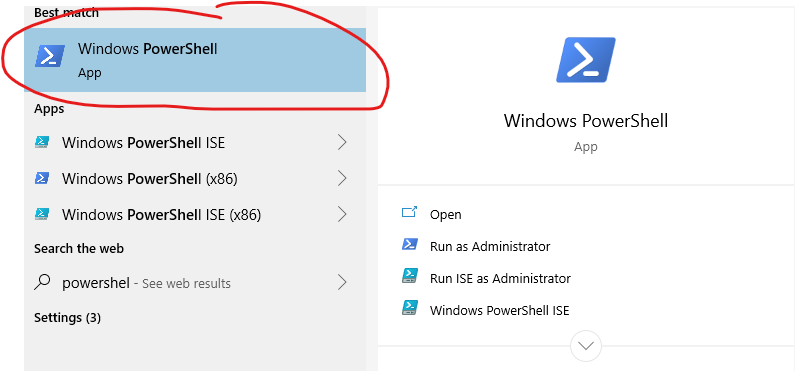 Best match
Windows PowerShell
App
Apps
Windows PowerShell ISE
Windows PowerShell (x86)
Windows PowerShell ISE (x86)
Search the web
powershel - See web results
Settings (3)
Windows PowerShell
App
Open
Run as Administrator
Run ISE as Administrator
Windows PowerShell ISE